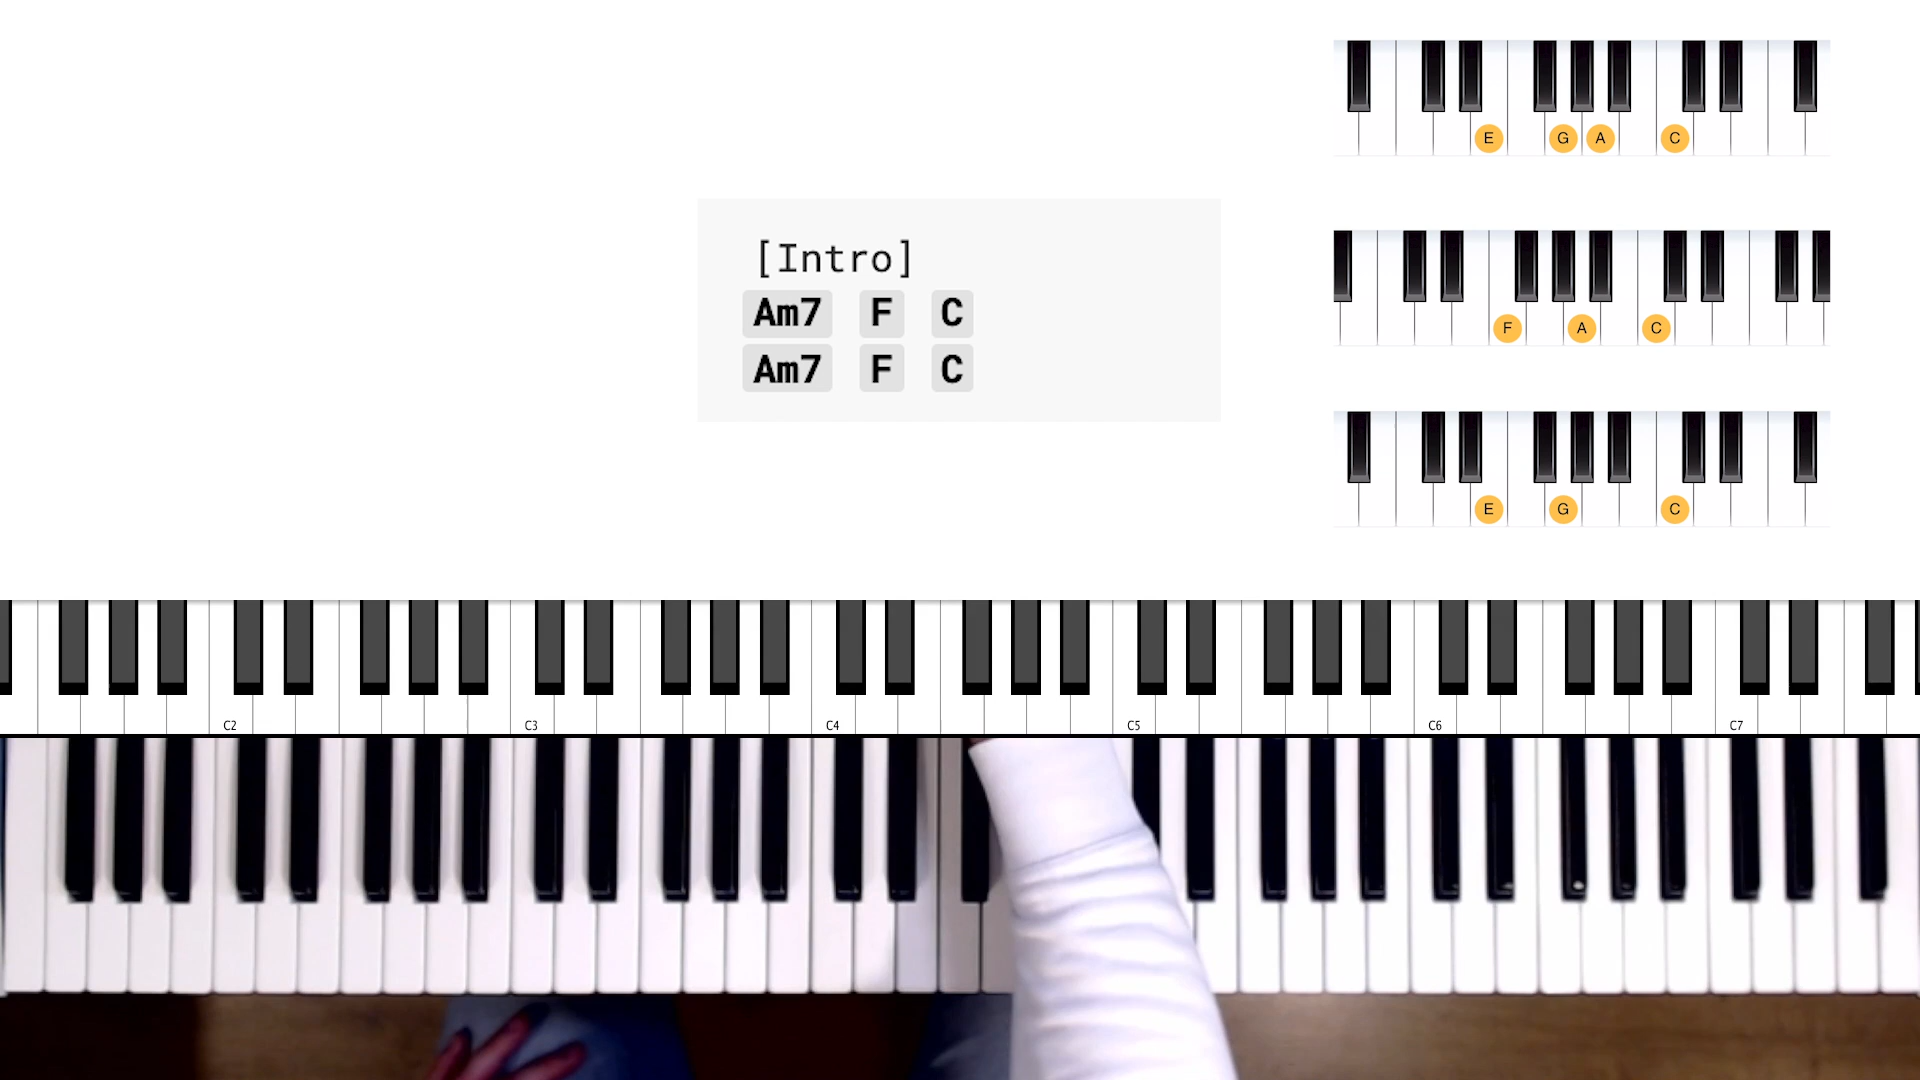 [Intro]
Am7 F C
Am7 F C
E G A C
F A C
E G C
C2 C3 C4 C5 C6 C7